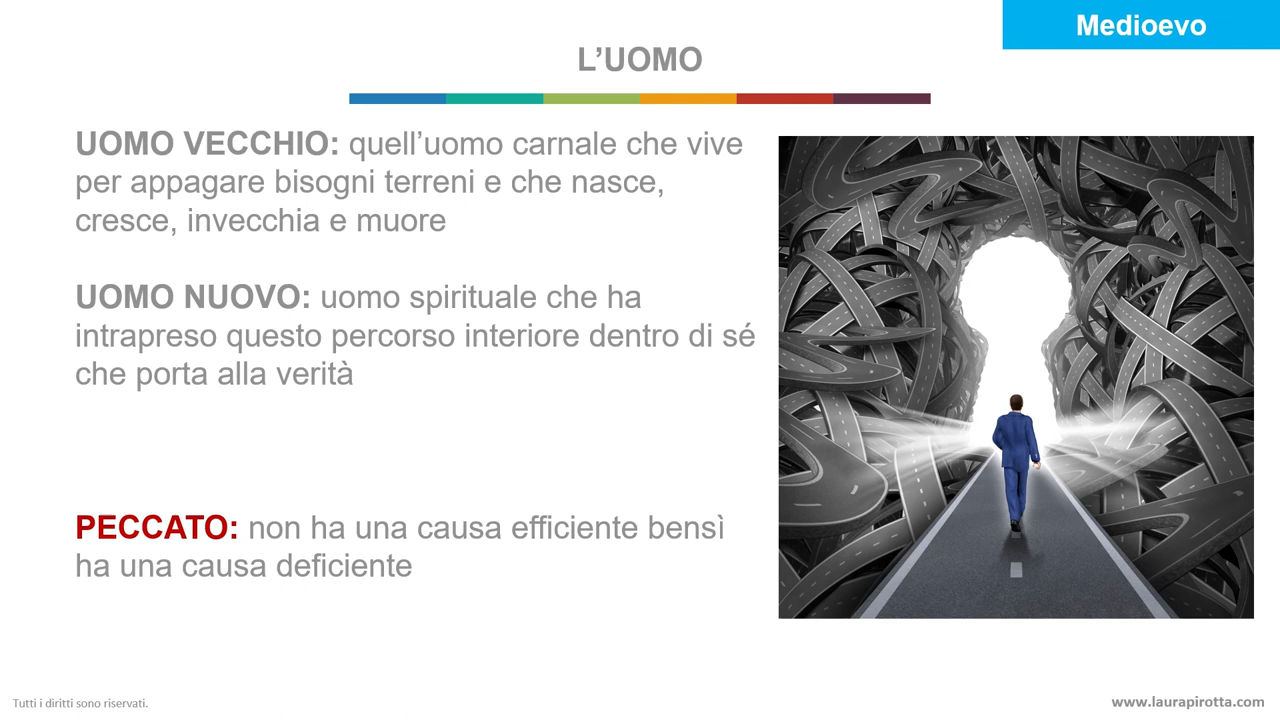 Medioevo
L’UOMO
UOMO VECCHIO: quell’uomo carnale che vive
per appagare bisogni terreni e che nasce,
cresce, invecchia e muore
UOMO NUOVO: uomo spirituale che ha
intrapreso questo percorso interiore dentro di sé
che porta alla verità
PECCATO: non ha una causa efficiente bensì
ha una causa deficiente
Tutti i diritti sono riservati.
www.laurapirotta.com